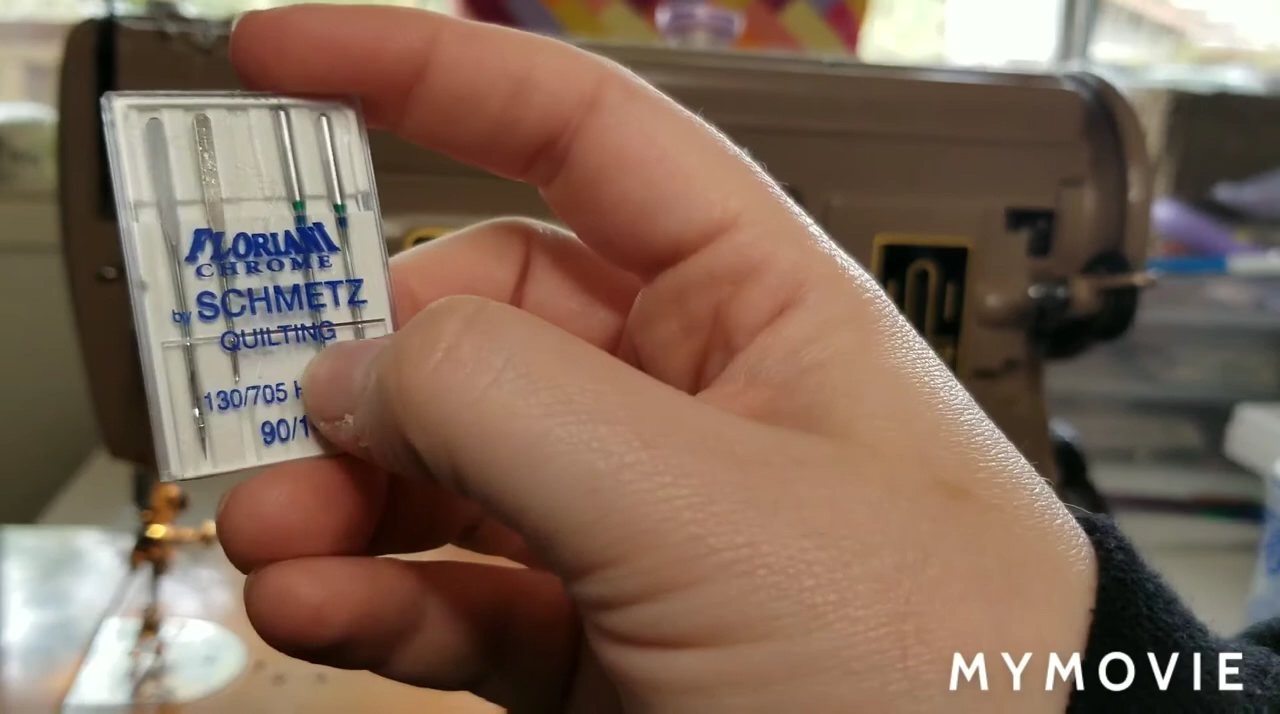 FLORIANI
CHROME
by SCHMETZ
QUILTING
130/705 H
90/1
MYMOVIE